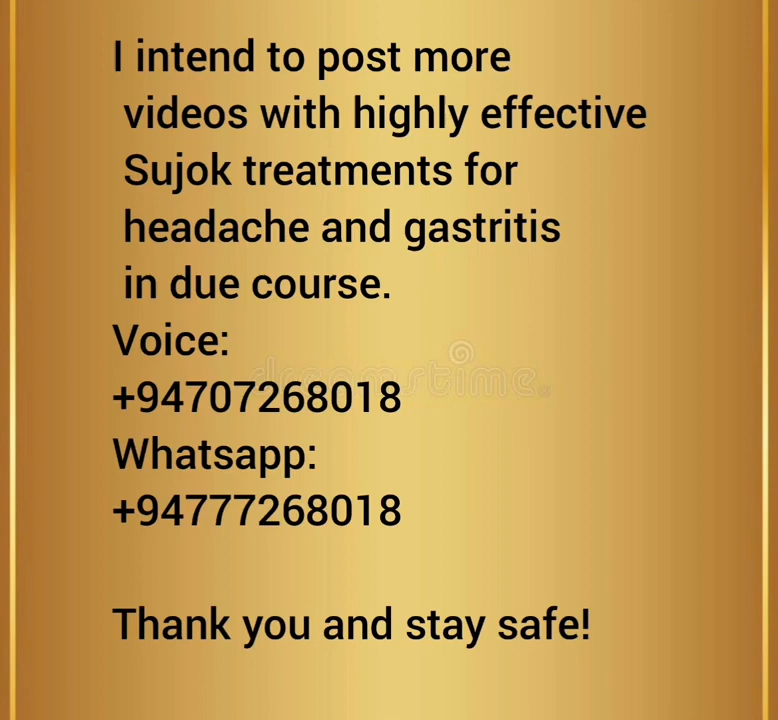 I intend to post more
videos with highly effective
Sujok treatments for
headache and gastritis
in due course.
Voice:
dreamstime.
+94707268018
Whatsapp:
+94777268018
Thank you and stay safe!